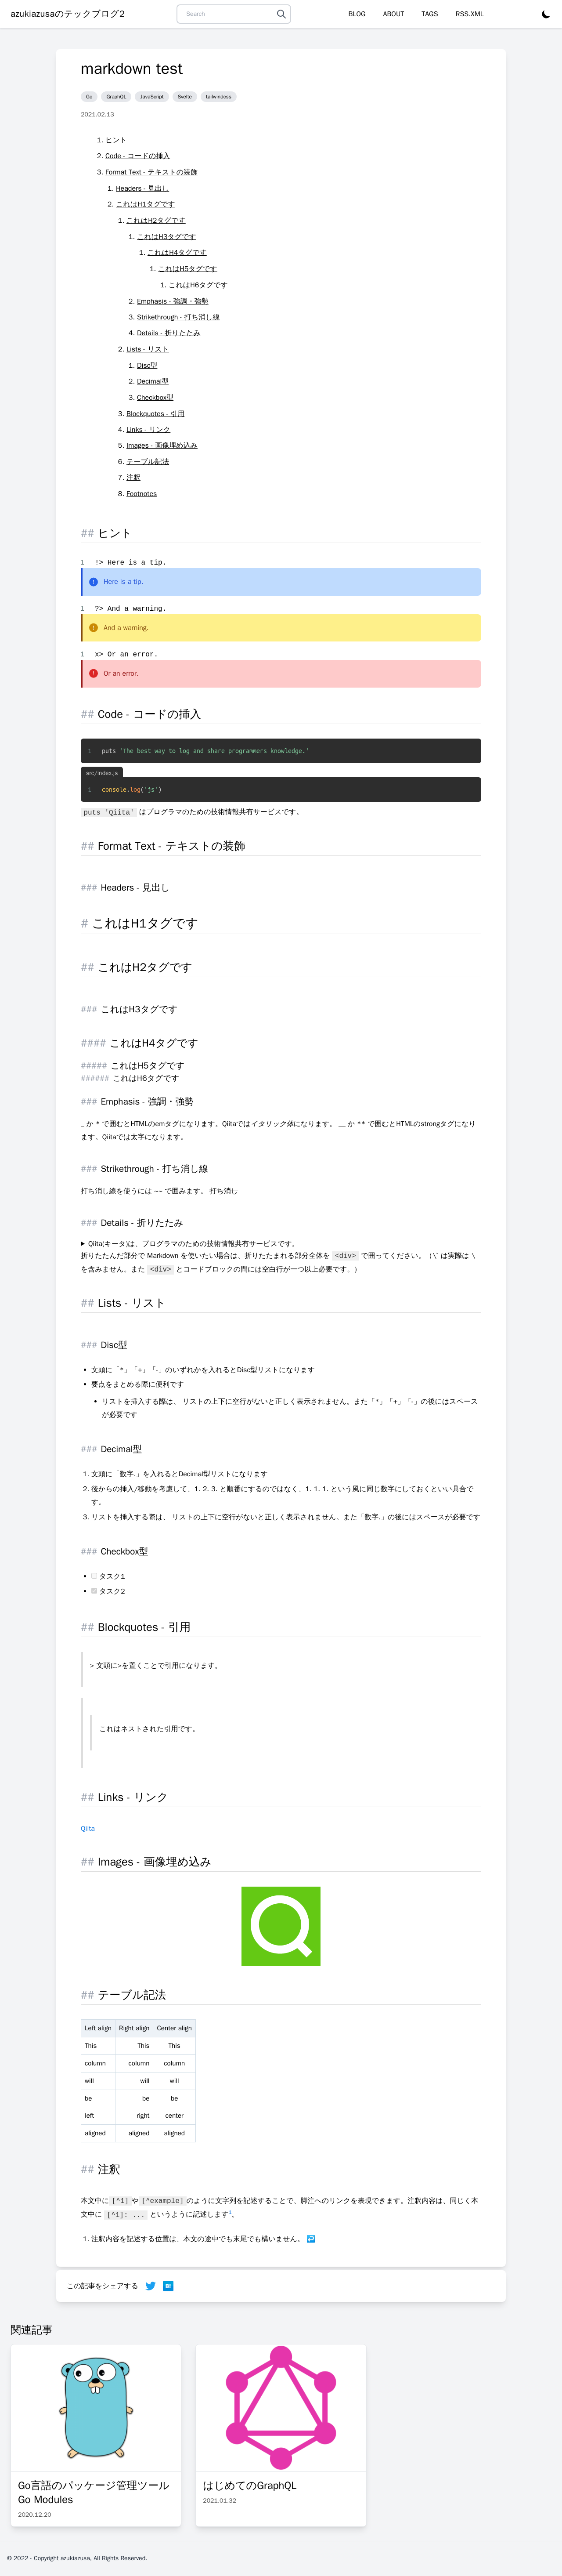 azukiazusaのテックブログ2
Search
BLOG
ABOUT
TAGS
RSS.XML
markdown test
Go
GraphQL
JavaScript
Svelte
tailwindcss
2021.02.13
1. ヒント
2. Code - コードの挿入
3. Format Text - テキストの装飾
1. Headers - 見出し
2. これはH1タグです
1. これはH2タグです
1. これはH3タグです
1. これはH4タグです
1. これはH5タグです
1. これはH6タグです
2. Emphasis - 強調・強勢
3. Strikethrough - 打ち消し線
4. Details - 折りたたみ
2. Lists - リスト
1. Disc型
2. Decimal型
3. Checkbox型
3. Blockquotes - 引用
4. Links - リンク
5. Images - 画像埋め込み
6. テーブル記法
7. 注釈
8. Footnotes
## ヒント
1 !> Here is a tip.
Here is a tip.
1 ?> And a warning.
And a warning.
1 x> Or an error.
Or an error.
## Code - コードの挿入
1 puts 'The best way to log and share programmers knowledge.'
src/index.js
1 console.log('js')
puts 'Qiita' はプログラマのための技術情報共有サービスです。
## Format Text - テキストの装飾
### Headers - 見出し
# これはH1タグです
## これはH2タグです
### これはH3タグです
#### これはH4タグです
##### これはH5タグです
###### これはH6タグです
### Emphasis - 強調・強勢
_ か * で囲むとHTMLのemタグになります。Qiitaではイタリック体になります。 __ か ** で囲むとHTMLのstrongタグになり
ます。Qiitaでは太字になります。
### Strikethrough - 打ち消し線
打ち消し線を使うには ~~ で囲みます。 打ち消し
### Details - 折りたたみ
▶ Qiita(キータ)は、プログラマのための技術情報共有サービスです。
折りたたんだ部分で Markdown を使いたい場合は、折りたたまれる部分全体を <div> で囲ってください。（\` は実際は \
を含みません。また <div> とコードブロックの間には空白行が一つ以上必要です。）
## Lists - リスト
### Disc型
• 文頭に「*」「+」「-」のいずれかを入れるとDisc型リストになります
• 要点をまとめる際に便利です
• リストを挿入する際は、 リストの上下に空行がないと正しく表示されません。また「*」「+」「-」の後にはスペース
が必要です
### Decimal型
1. 文頭に「数字.」を入れるとDecimal型リストになります
2. 後からの挿入/移動を考慮して、1. 2. 3. と順番にするのではなく、1. 1. 1. という風に同じ数字にしておくといい具合で
す。
3. リストを挿入する際は、 リストの上下に空行がないと正しく表示されません。また「数字.」の後にはスペースが必要です
### Checkbox型
• タスク1
• タスク2
## Blockquotes - 引用
> 文頭に>を置くことで引用になります。
これはネストされた引用です。
## Links - リンク
Qiita
## Images - 画像埋め込み
## テーブル記法
Left align Right align Center align
This This This
column column column
will will will
be be be
left right center
aligned aligned aligned
## 注釈
本文中に [^1] や [^example] のように文字列を記述することで、脚注へのリンクを表現できます。注釈内容は、同じく本
文中に [^1]: ... というように記述します1。
1. 注釈内容を記述する位置は、本文の途中でも末尾でも構いません。 ↩
この記事をシェアする
B!
関連記事
Go言語のパッケージ管理ツール
Go Modules
2020.12.20
はじめてのGraphQL
2021.01.32
© 2022 - Copyright azukiazusa, All Rights Reserved.